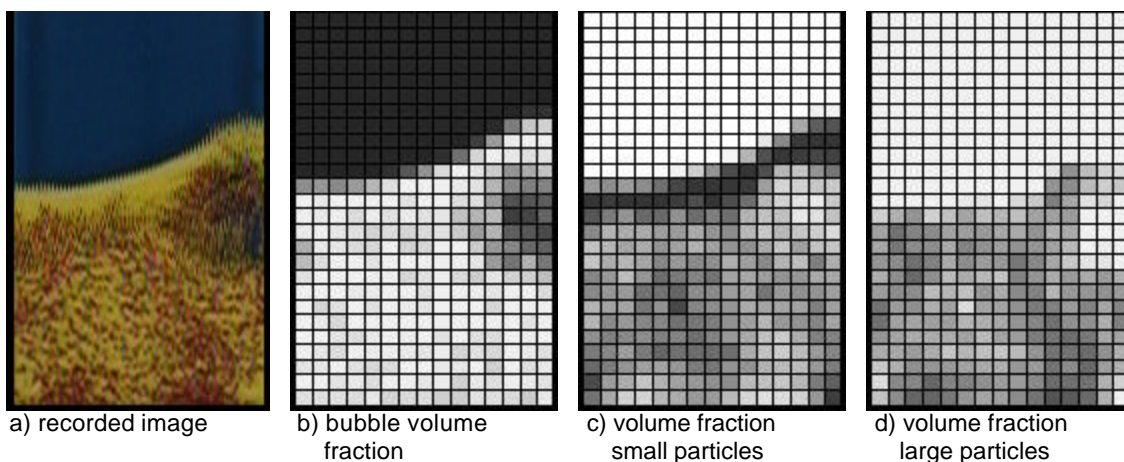 a) recorded image
b) bubble volume
fraction
c) volume fraction
small particles
d) volume fraction
large particles